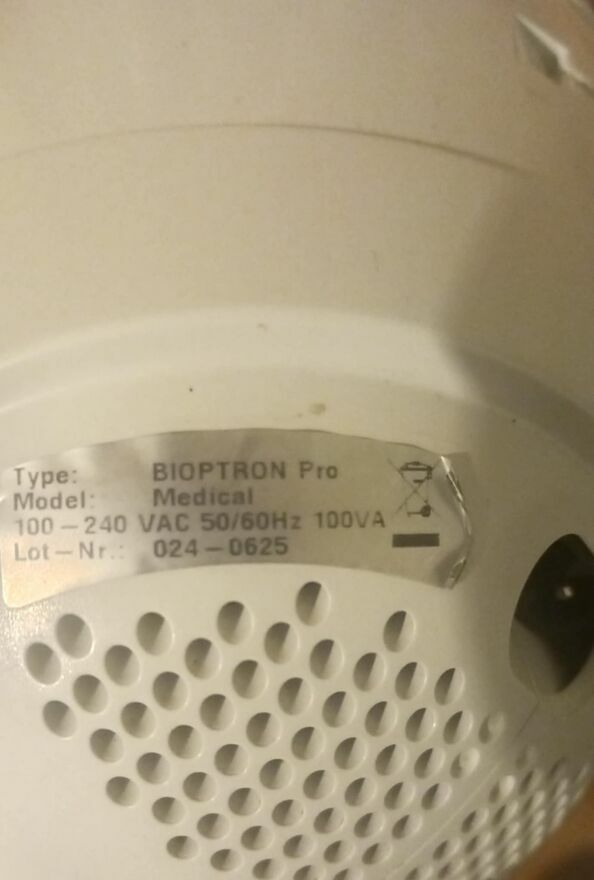 Type: BIOPTRON Pro
Model: Medical
100-240 VAC 50/60Hz 100VA
Lot-Nr.: 024-0625